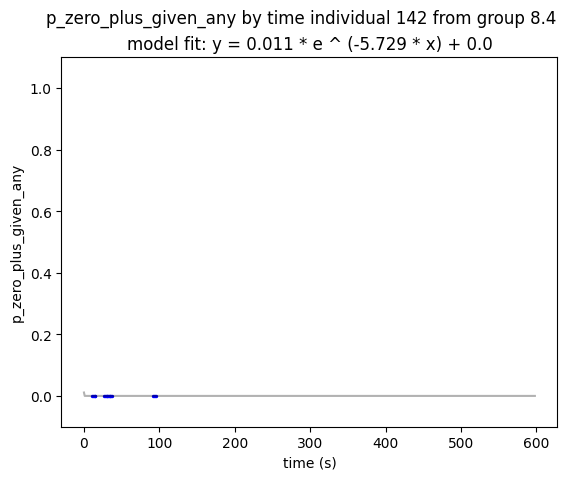 p_zero_plus_given_any by time individual 142 from group 8.4
model fit: y = 0.011 * e ^ (-5.729 * x) + 0.0
1.0
0.8
0.6
0.4
0.2
0.0
p_zero_plus_given_any
0 100 200 300 400 500 600
time (s)